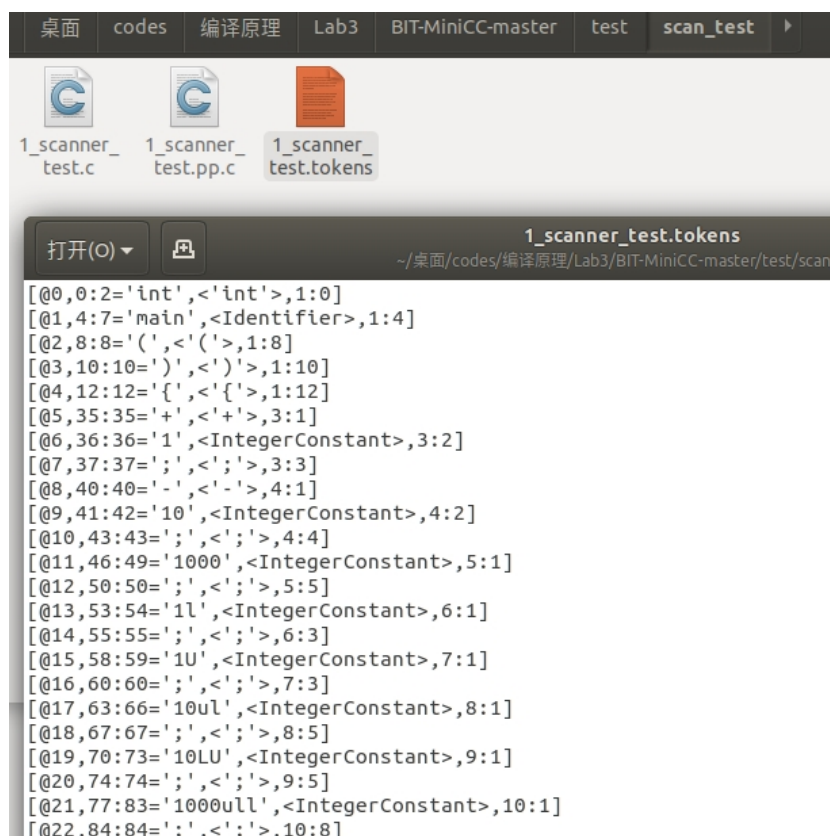 桌面 codes 编译原理 Lab3 BIT-MiniCC-master test scan_test
1_scanner_
test.c
1_scanner_
test.pp.c
1_scanner_
test.tokens
打开(O)
1_scanner_test.tokens
~/桌面/codes/编译原理/Lab3/BIT-MiniCC-master/test/scan
[@0,0:2='int',<'int'>,1:0]
[@1,4:7='main',<Identifier>,1:4]
[@2,8:8='(',<'('>,1:8]
[@3,10:10=')',<')'>,1:10]
[@4,12:12='{',<'{'>,1:12]
[@5,35:35='+',<'+'>,3:1]
[@6,36:36='1',<IntegerConstant>,3:2]
[@7,37:37=';',<';'>,3:3]
[@8,40:40='-',<'-'>,4:1]
[@9,41:42='10',<IntegerConstant>,4:2]
[@10,43:43=';',<';'>,4:4]
[@11,46:49='1000',<IntegerConstant>,5:1]
[@12,50:50=';',<';'>,5:5]
[@13,53:54='1l',<IntegerConstant>,6:1]
[@14,55:55=';',<';'>,6:3]
[@15,58:59='1U',<IntegerConstant>,7:1]
[@16,60:60=';',<';'>,7:3]
[@17,63:66='10ul',<IntegerConstant>,8:1]
[@18,67:67=';',<';'>,8:5]
[@19,70:73='10LU',<IntegerConstant>,9:1]
[@20,74:74=';',<';'>,9:5]
[@21,77:83='1000ull',<IntegerConstant>,10:1]
[@22,84:84=';',<';'>,10:8]